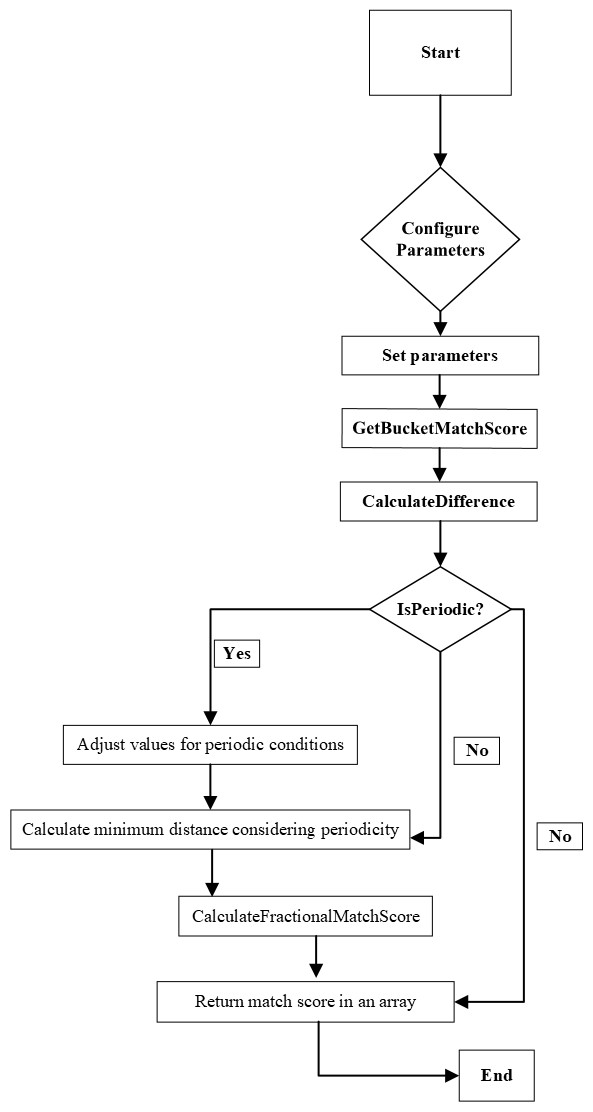 Start
Configure
Parameters
Set parameters
GetBucketMatchScore
CalculateDifference
IsPeriodic?
Yes
Adjust values for periodic conditions
No
Calculate minimum distance considering periodicity
No
CalculateFractionalMatchScore
Return match score in an array
End